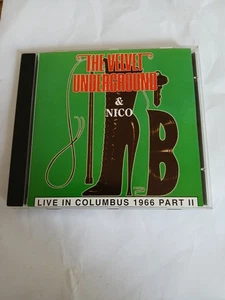 THE VELVET
UNDERGROUND
&
NICO
LIVE IN COLUMBUS 1966 PART II